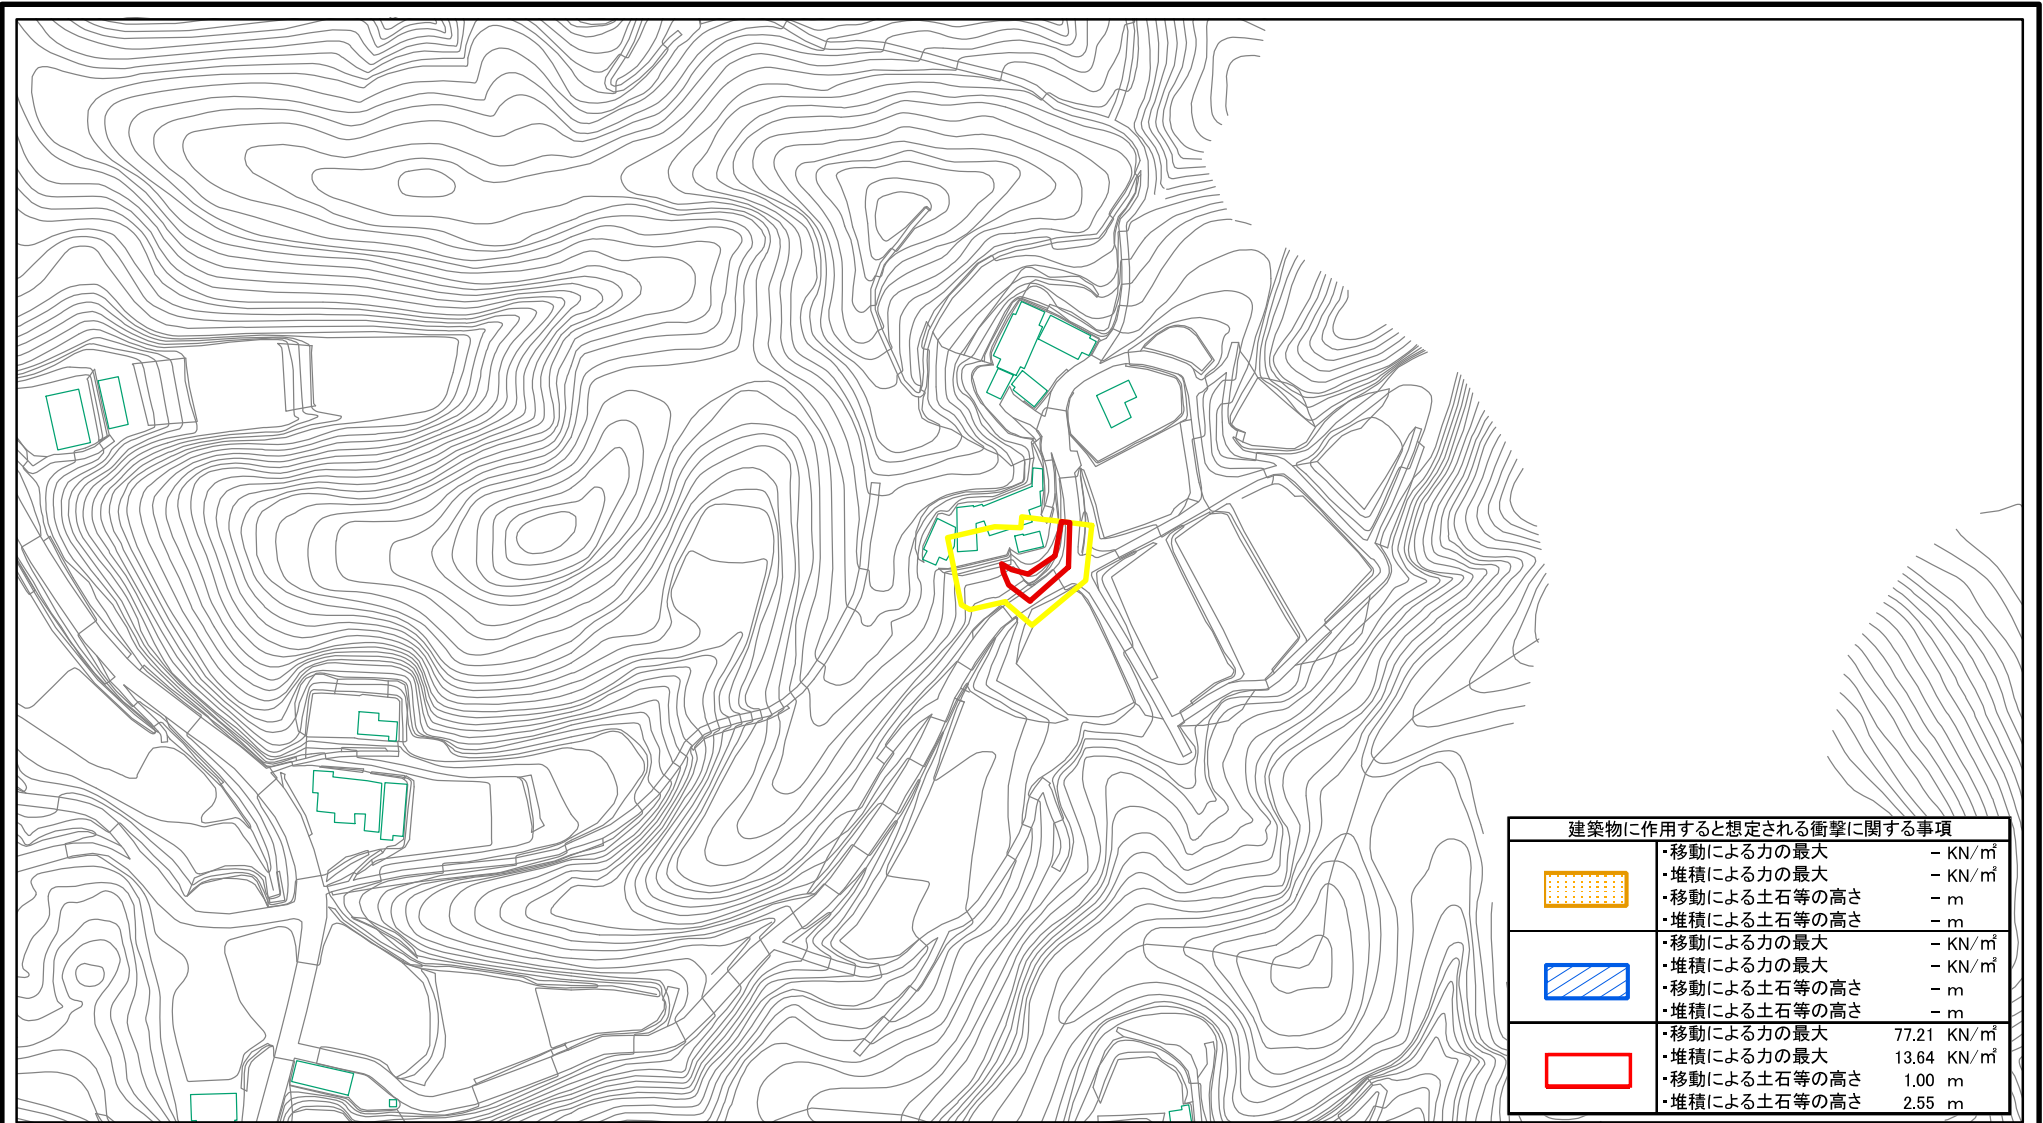 建築物に作用すると想定される衝撃に関する事項
・移動による力の最大 － KN/㎡
・堆積による力の最大 － KN/㎡
・移動による土石等の高さ － m
・堆積による土石等の高さ － m
・移動による力の最大 － KN/㎡
・堆積による力の最大 － KN/㎡
・移動による土石等の高さ － m
・堆積による土石等の高さ － m
・移動による力の最大 77.21 KN/㎡
・堆積による力の最大 13.64 KN/㎡
・移動による土石等の高さ 1.00 m
・堆積による土石等の高さ 2.55 m